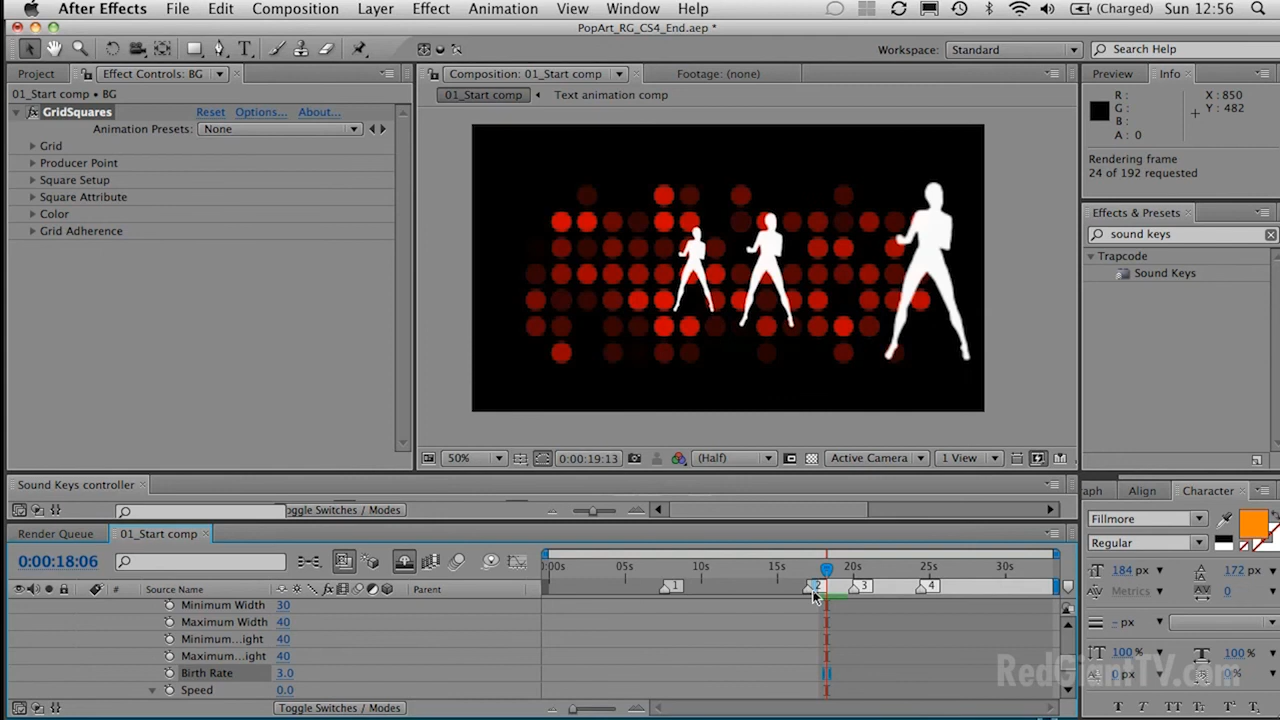 After Effects File Edit Composition Layer Effect Animation View Window Help (Charged) Sun 12:56
PopArt_RG_CS4_End.aep *
Workspace: Standard Search Help
Project Effect Controls: BG Composition: 01_Start comp Footage: (none) Preview Info
01_Start comp • BG
01_Start comp Text animation comp
GridSquares Reset Options... About...
Animation Presets: None
Grid
Producer Point
Square Setup
Square Attribute
Color
Grid Adherence
R:
G:
B:
A: 0
X: 850
Y: 482
Rendering frame
24 of 192 requested
Effects & Presets
sound keys
Trapcode
Sound Keys
50% 0:00:19:13 (Half) Active Camera 1 View
Sound Keys controller
Toggle Switches / Modes
Render Queue 01_Start comp
0:00:18:06
:00s 05s 10s 15s 20s 25s 30s
Source Name Parent 1 2 3 4
Minimum Width 30
Maximum Width 40
Minimum...ight 40
Maximum...ight 40
Birth Rate 3.0
Speed 0.0
Toggle Switches / Modes
aph Align Character
Fillmore
Regular
184 px 172 px
Metrics 0
- px
100% 100%
0 px 0 %
T T TT Tr
RedGiantTV.com